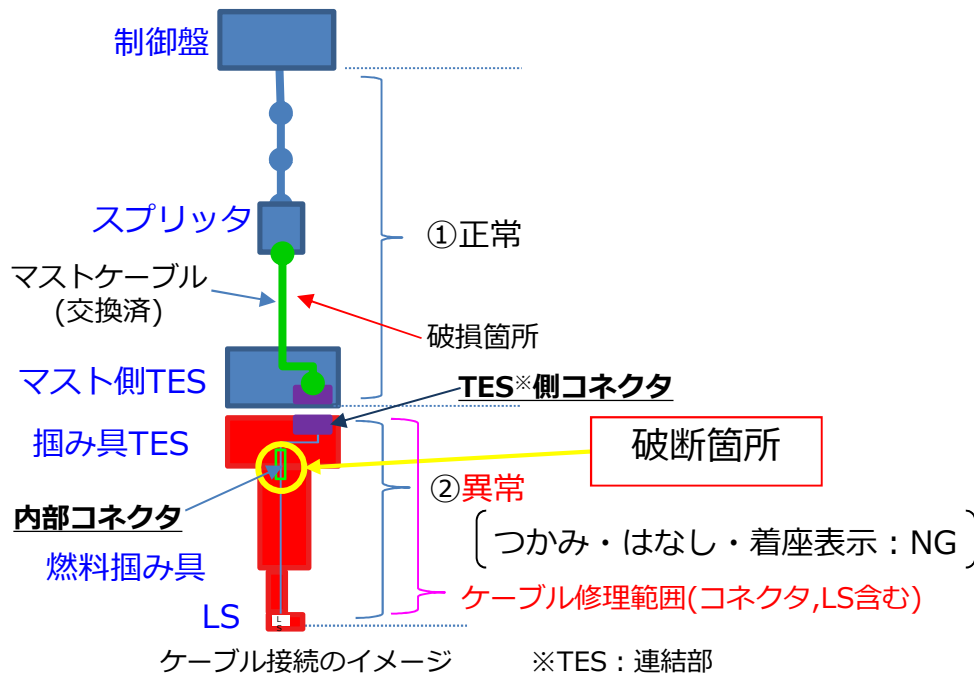 制御盤
スプリッタ
①正常
マストケーブル
(交換済)
破損箇所
マスト側TES
TES※側コネクタ
掴み具TES
破断箇所
②異常
内部コネクタ
つかみ・はなし・着座表示：NG
燃料掴み具
ケーブル修理範囲(コネクタ,LS含む)
LS
L
S
ケーブル接続のイメージ ※TES：連結部